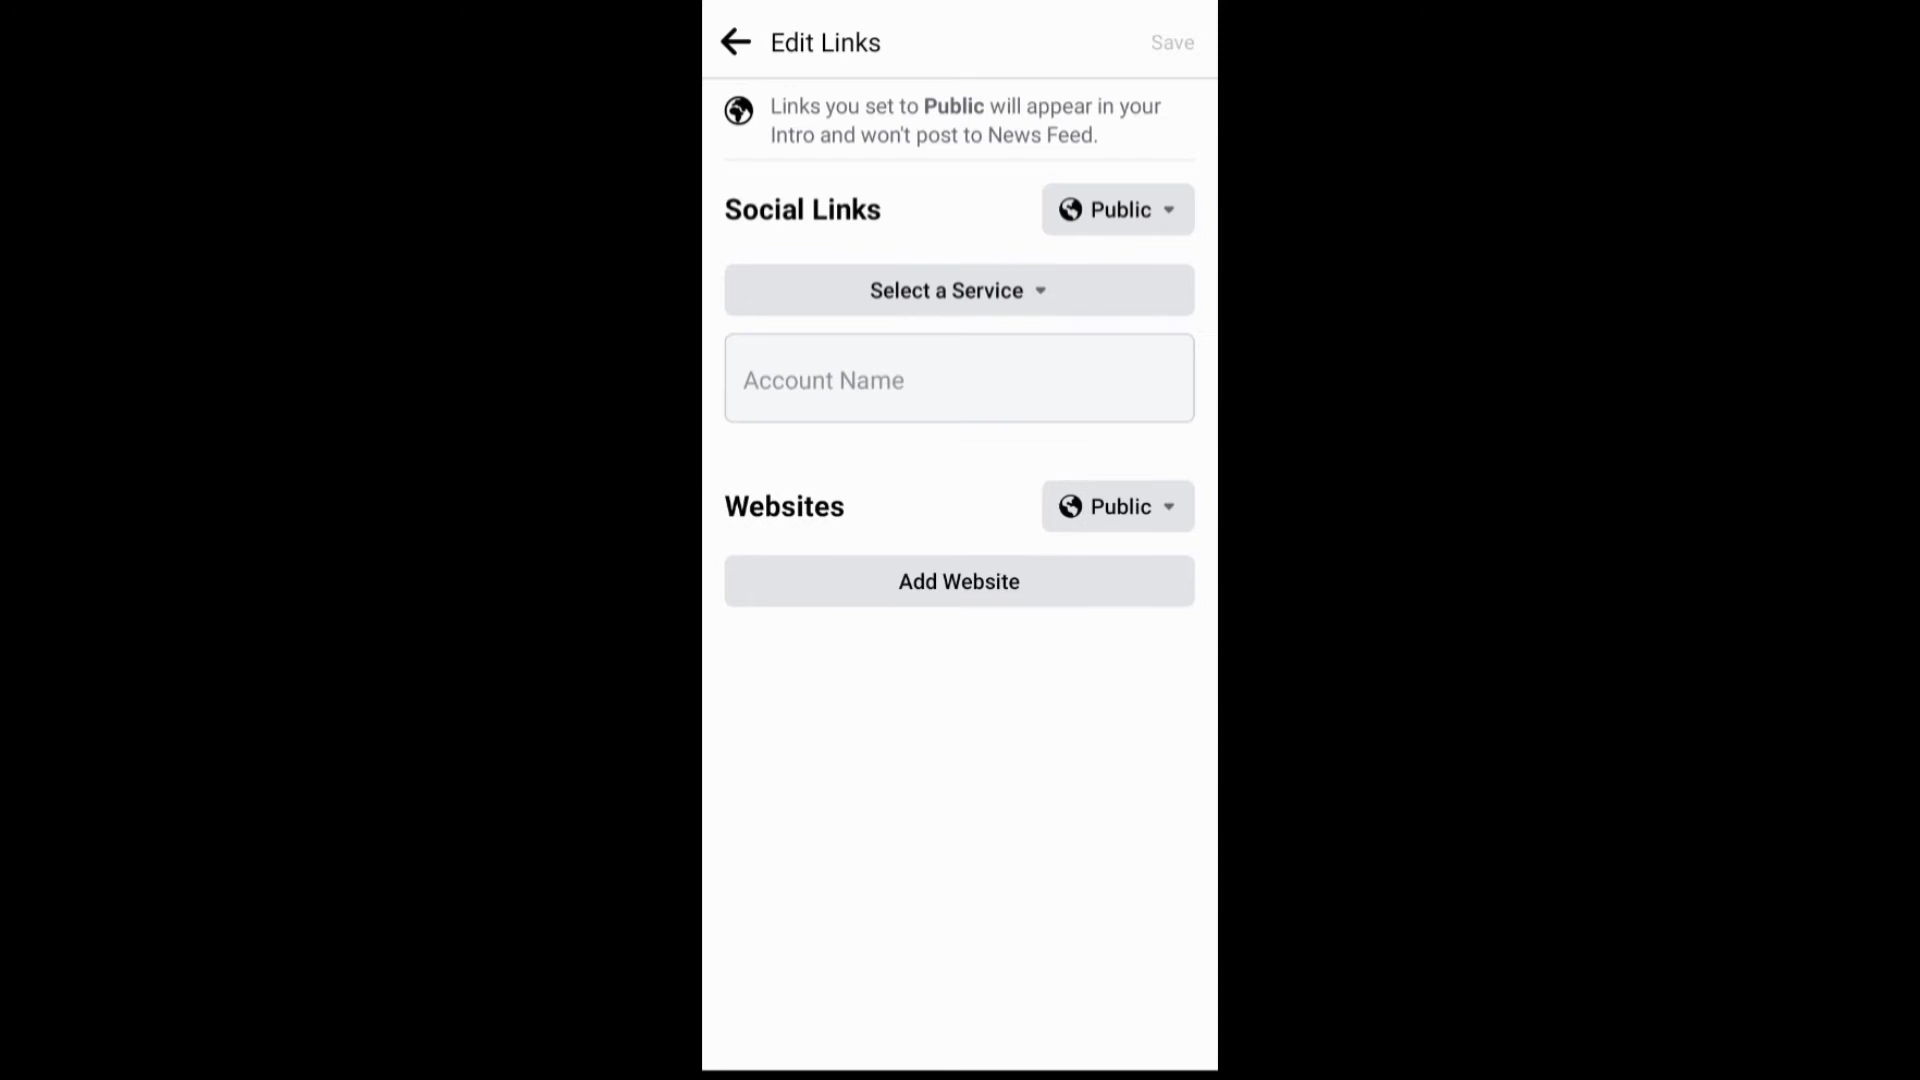 Edit Links
Save
Links you set to Public will appear in your
Intro and won't post to News Feed.
Social Links
Public
Select a Service
Account Name
Websites
Public
Add Website